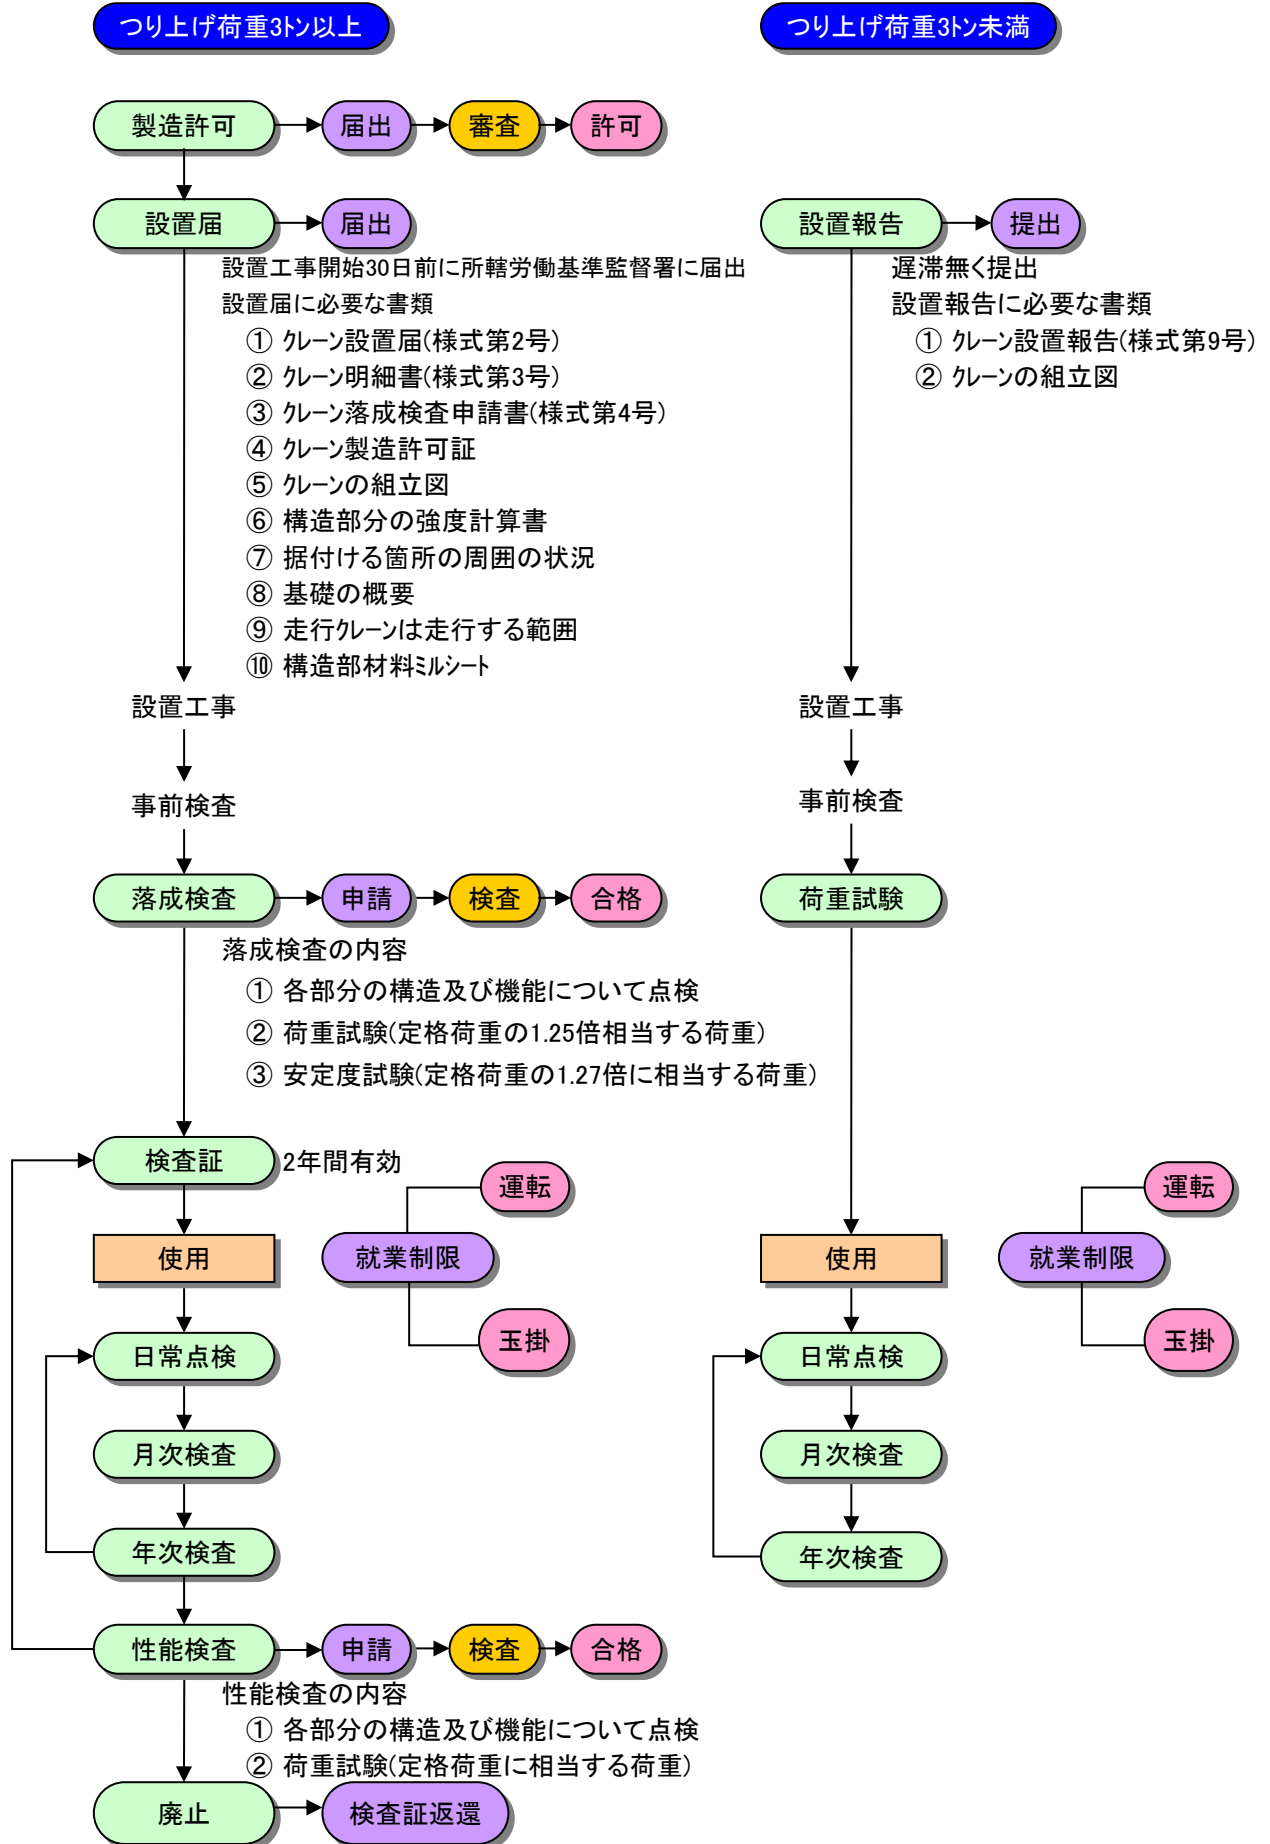 つり上げ荷重3トン以上
つり上げ荷重3トン未満
製造許可
届出
審査
許可
設置届
届出
設置工事開始30日前に所轄労働基準監督署に届出
設置届に必要な書類
① クレーン設置届(様式第2号)
② クレーン明細書(様式第3号)
③ クレーン落成検査申請書(様式第4号)
④ クレーン製造許可証
⑤ クレーンの組立図
⑥ 構造部分の強度計算書
⑦ 据付ける箇所の周囲の状況
⑧ 基礎の概要
⑨ 走行クレーンは走行する範囲
⑩ 構造部材料ミルシート
設置報告
提出
遅滞無く提出
設置報告に必要な書類
① クレーン設置報告(様式第9号)
② クレーンの組立図
設置工事
設置工事
事前検査
事前検査
落成検査
申請
検査
合格
荷重試験
落成検査の内容
① 各部分の構造及び機能について点検
② 荷重試験(定格荷重の1.25倍相当する荷重)
③ 安定度試験(定格荷重の1.27倍に相当する荷重)
検査証
2年間有効
運転
運転
使用
就業制限
使用
就業制限
玉掛
玉掛
日常点検
日常点検
月次検査
月次検査
年次検査
年次検査
性能検査
申請
検査
合格
性能検査の内容
① 各部分の構造及び機能について点検
② 荷重試験(定格荷重に相当する荷重)
廃止
検査証返還